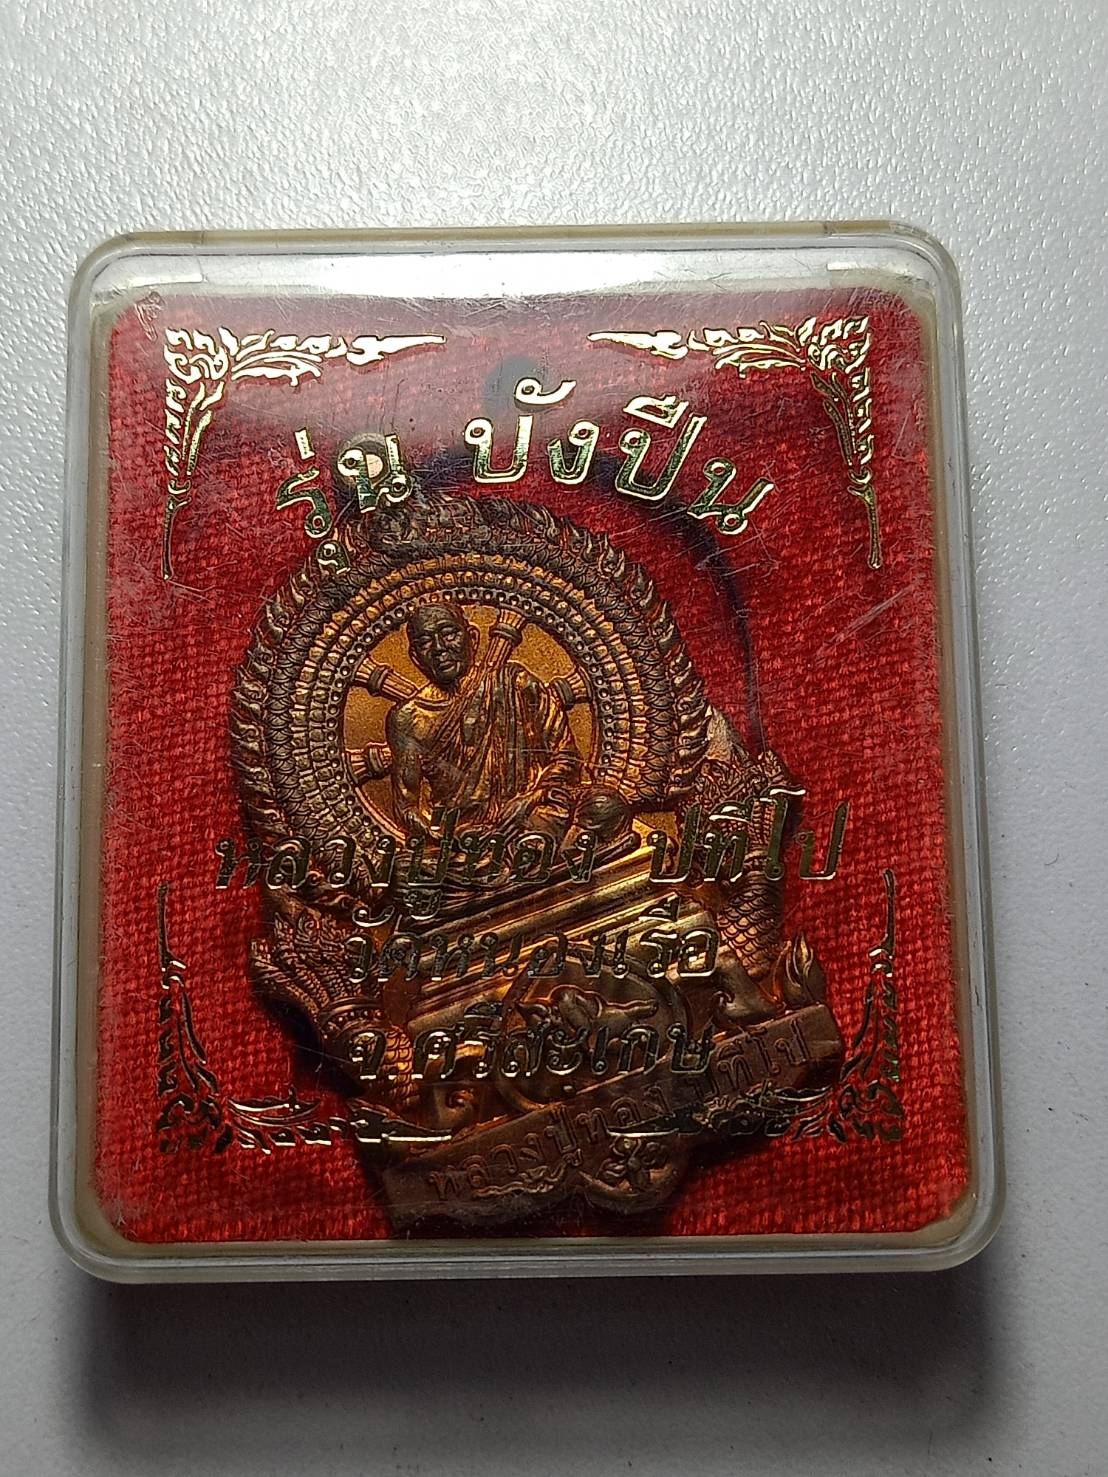 รุ่น บังปืน
หลวงปู่ทอง ปทีโป
วัดหนองเรือ
จ.ศรีสะเกษ
หลวงปู่ทอง ปทีโป